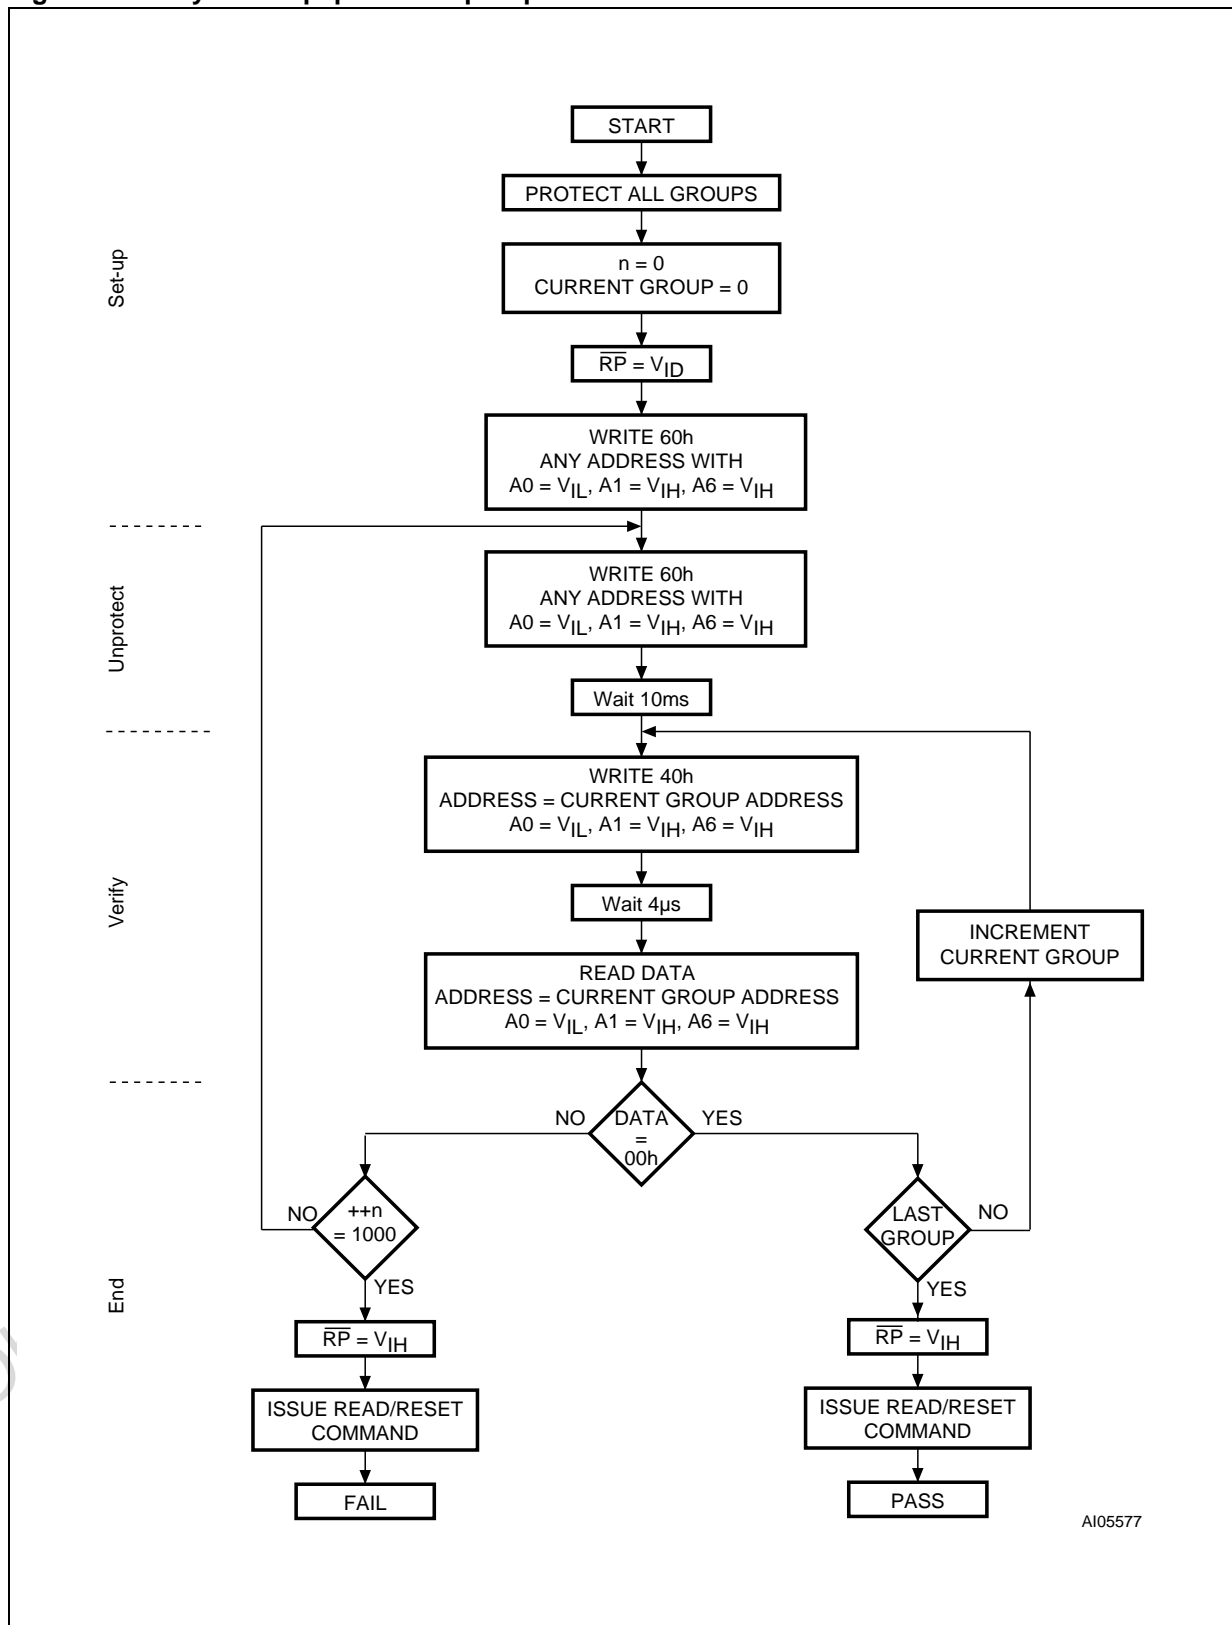 START
PROTECT ALL GROUPS
Set-up
n = 0
CURRENT GROUP = 0
RP = VID
WRITE 60h
ANY ADDRESS WITH
A0 = VIL, A1 = VIH, A6 = VIH
Unprotect
WRITE 60h
ANY ADDRESS WITH
A0 = VIL, A1 = VIH, A6 = VIH
Wait 10ms
Verify
WRITE 40h
ADDRESS = CURRENT GROUP ADDRESS
A0 = VIL, A1 = VIH, A6 = VIH
Wait 4µs
INCREMENT
CURRENT GROUP
READ DATA
ADDRESS = CURRENT GROUP ADDRESS
A0 = VIL, A1 = VIH, A6 = VIH
End
NO
DATA
=
00h
YES
NO
++n
= 1000
YES
LAST
GROUP
NO
YES
RP = VIH
RP = VIH
ISSUE READ/RESET
COMMAND
ISSUE READ/RESET
COMMAND
FAIL
PASS
AI05577